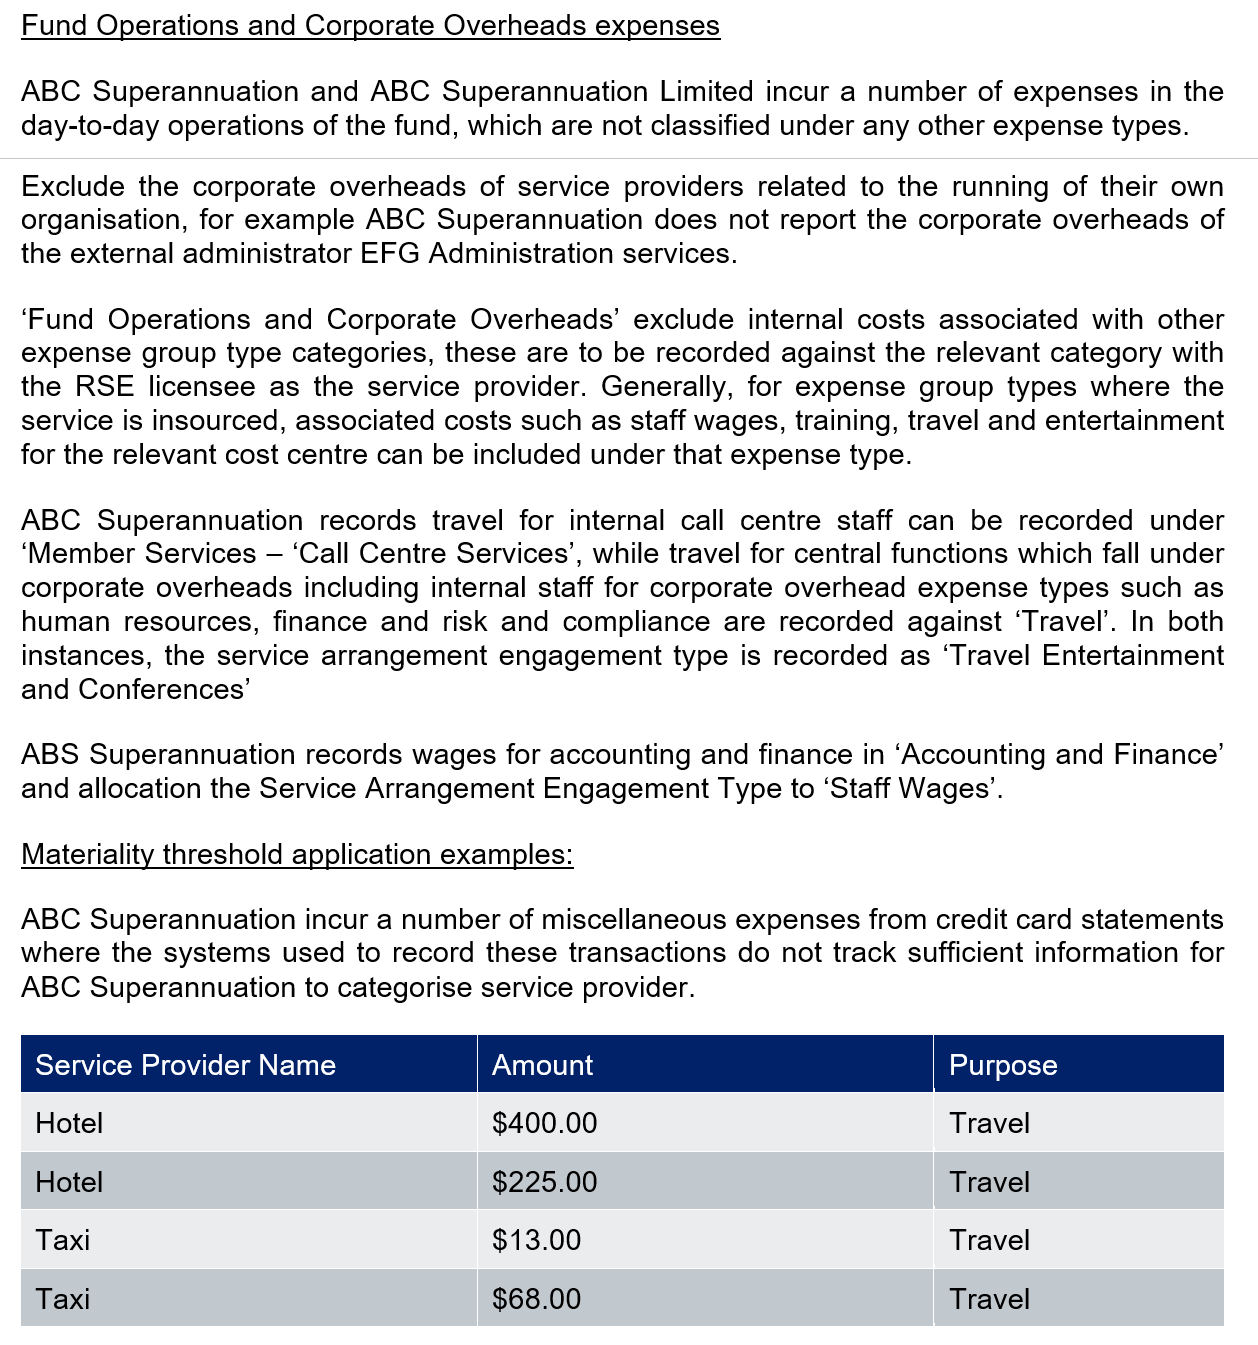 Fund Operations and Corporate Overheads expenses
ABC Superannuation and ABC Superannuation Limited incur a number of expenses in the
day-to-day operations of the fund, which are not classified under any other expense types.
Exclude the corporate overheads of service providers related to the running of their own
organisation, for example ABC Superannuation does not report the corporate overheads of
the external administrator EFG Administration services.
‘Fund Operations and Corporate Overheads’ exclude internal costs associated with other
expense group type categories, these are to be recorded against the relevant category with
the RSE licensee as the service provider. Generally, for expense group types where the
service is insourced, associated costs such as staff wages, training, travel and entertainment
for the relevant cost centre can be included under that expense type.
ABC Superannuation records travel for internal call centre staff can be recorded under
‘Member Services – ‘Call Centre Services’, while travel for central functions which fall under
corporate overheads including internal staff for corporate overhead expense types such as
human resources, finance and risk and compliance are recorded against ‘Travel’. In both
instances, the service arrangement engagement type is recorded as ‘Travel Entertainment
and Conferences’
ABS Superannuation records wages for accounting and finance in ‘Accounting and Finance’
and allocation the Service Arrangement Engagement Type to ‘Staff Wages’.
Materiality threshold application examples:
ABC Superannuation incur a number of miscellaneous expenses from credit card statements
where the systems used to record these transactions do not track sufficient information for
ABC Superannuation to categorise service provider.
Service Provider Name Amount Purpose
Hotel $400.00 Travel
Hotel $225.00 Travel
Taxi $13.00 Travel
Taxi $68.00 Travel